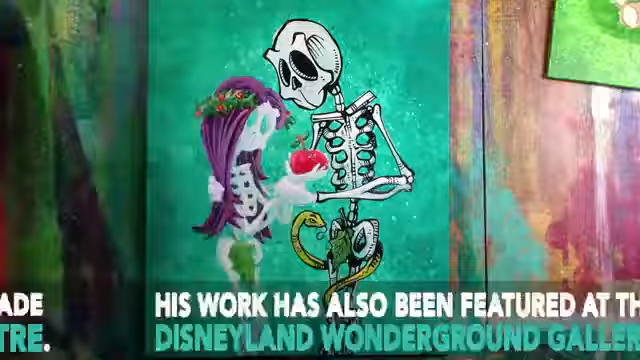 ADE
TRE.
HIS WORK HAS ALSO BEEN FEATURED AT TH
DISNEYLAND WONDERGROUND GALLER